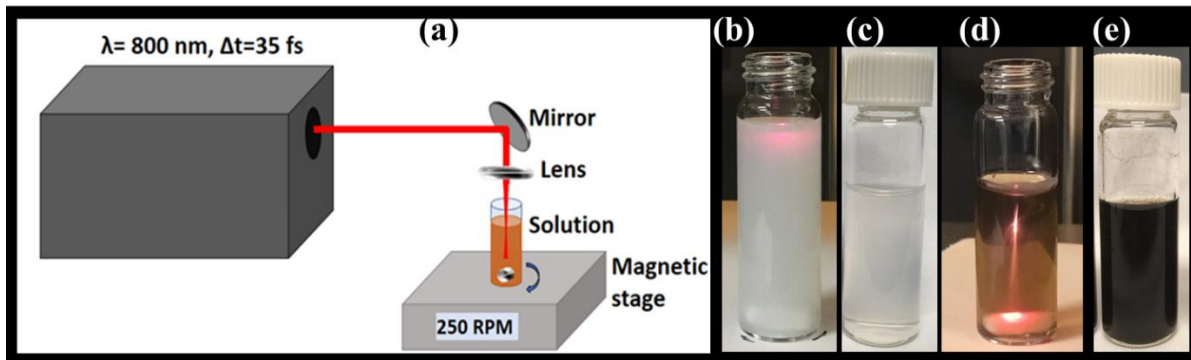 (a)
λ= 800 nm, Δt=35 fs
Mirror
Lens
Solution
Magnetic
stage
250 RPM
(b)
(c)
(d)
(e)